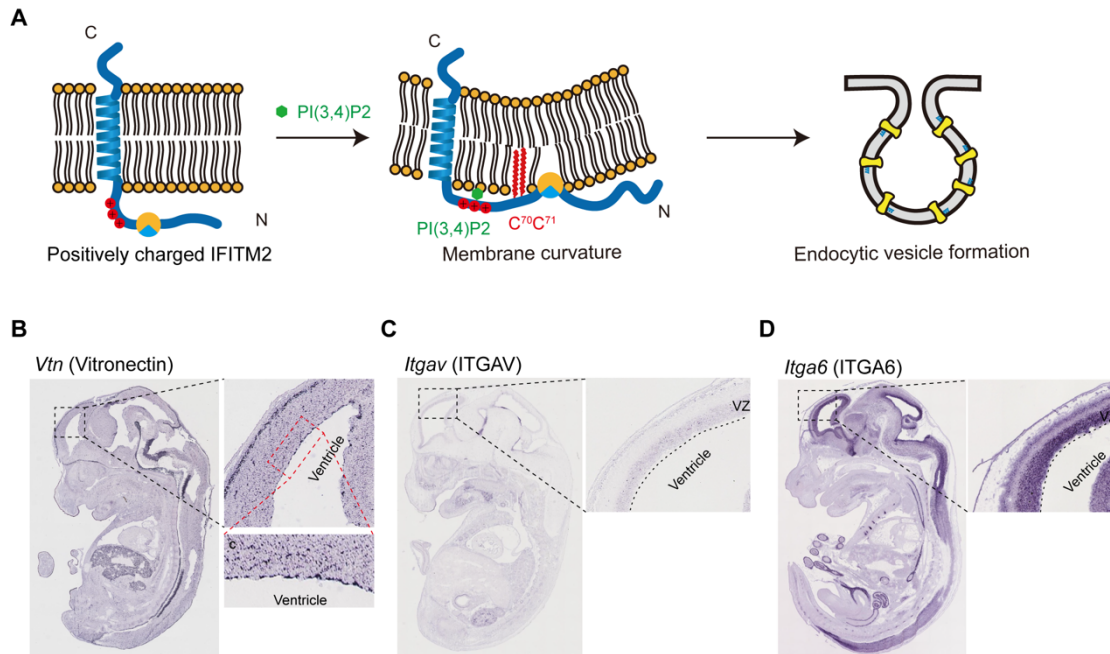 A
C
N
Positively charged IFITM2
PI(3,4)P2
C
N
PI(3,4)P2
C⁷⁰C⁷¹
Membrane curvature
Endocytic vesicle formation
B
Vtn (Vitronectin)
Ventricle
c
Ventricle
C
Itgav (ITGAV)
VZ
Ventricle
D
Itga6 (ITGA6)
Ventricle